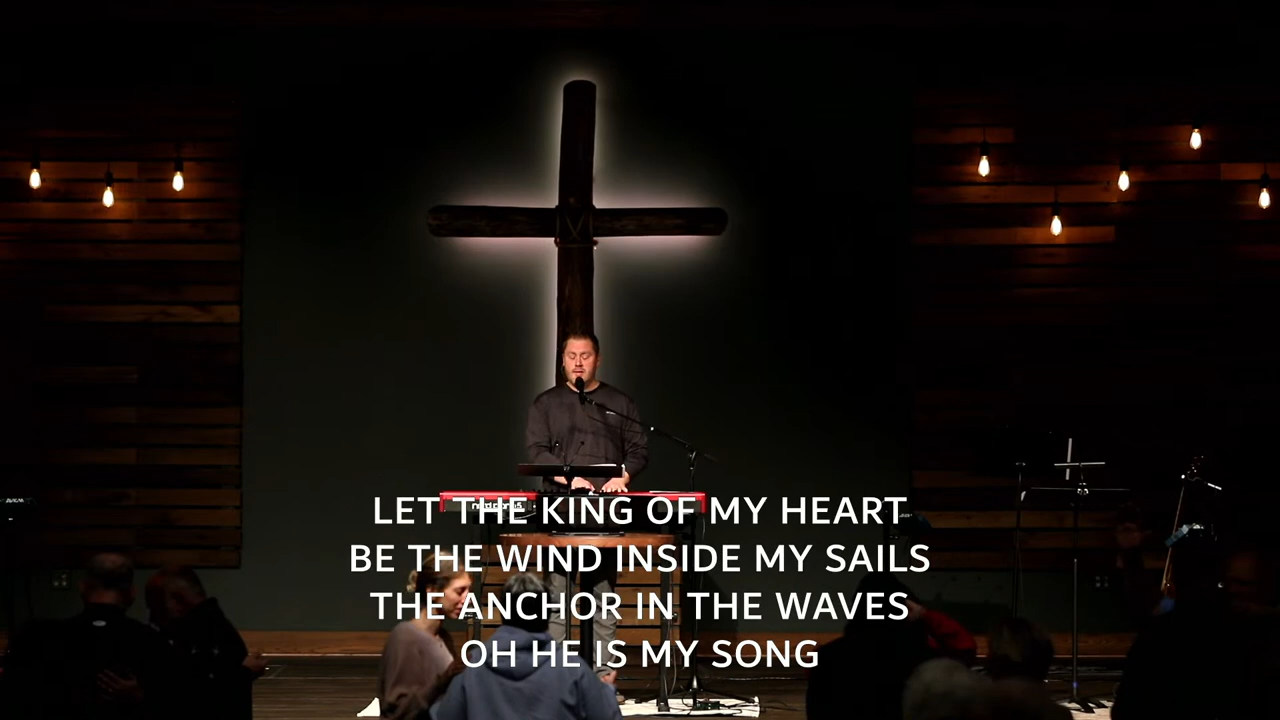 LET THE KING OF MY HEART
BE THE WIND INSIDE MY SAILS
THE ANCHOR IN THE WAVES
OH HE IS MY SONG